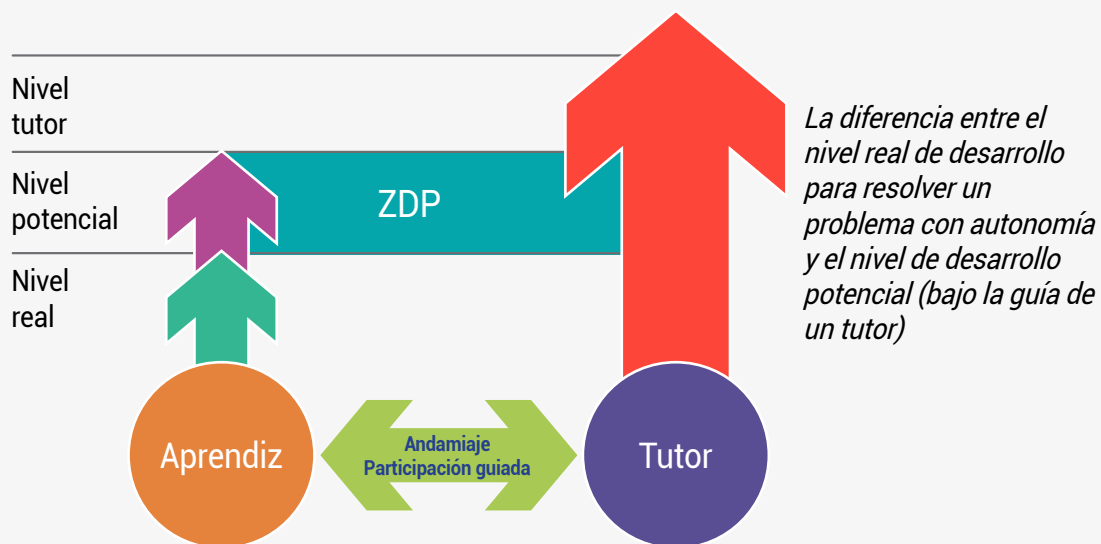 Nivel
tutor
Nivel
potencial
Nivel
real
ZDP
La diferencia entre el
nivel real de desarrollo
para resolver un
problema con autonomía
y el nivel de desarrollo
potencial (bajo la guía de
un tutor)
Aprendiz
Andamiaje
Participación guiada
Tutor